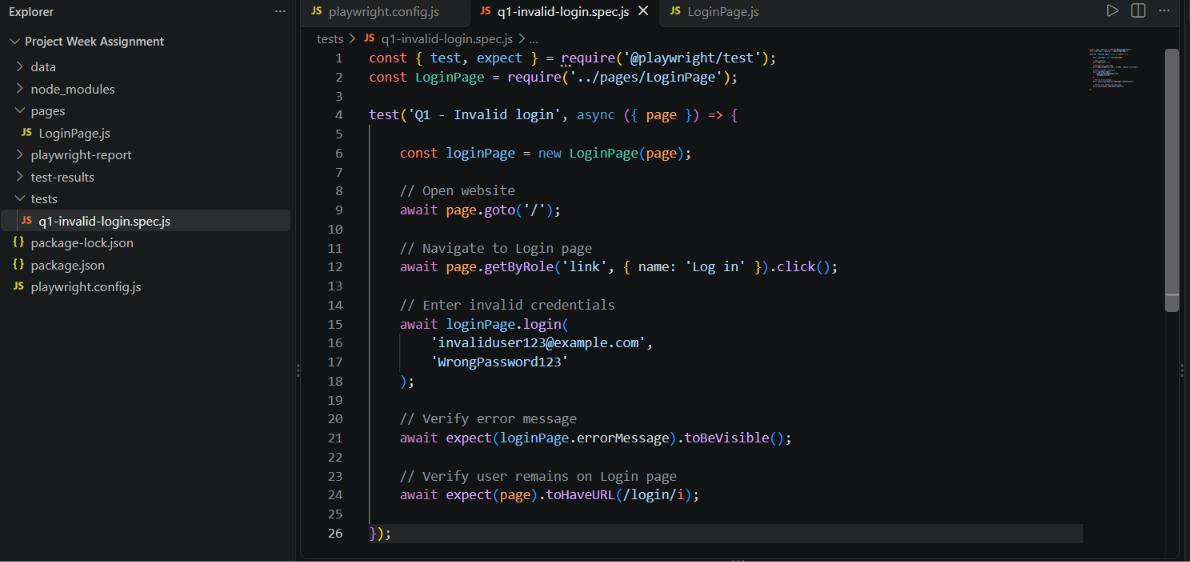 Explorer
Project Week Assignment
data
node_modules
pages
JS LoginPage.js
playwright-report
test-results
tests
JS q1-invalid-login.spec.js
{} package-lock.json
{} package.json
JS playwright.config.js
JS playwright.config.js JS q1-invalid-login.spec.js JS LoginPage.js
tests > JS q1-invalid-login.spec.js > ...
1 const { test, expect } = require('@playwright/test');
2 const LoginPage = require('../pages/LoginPage');
3
4 test('Q1 - Invalid login', async ({ page }) => {
5
6 const loginPage = new LoginPage(page);
7
8 // Open website
9 await page.goto('/');
10
11 // Navigate to Login page
12 await page.getByRole('link', { name: 'Log in' }).click();
13
14 // Enter invalid credentials
15 await loginPage.login(
16 'invaliduser123@example.com',
17 'WrongPassword123'
18 );
19
20 // Verify error message
21 await expect(loginPage.errorMessage).toBeVisible();
22
23 // Verify user remains on Login page
24 await expect(page).toHaveURL(/login/i);
25
26 });